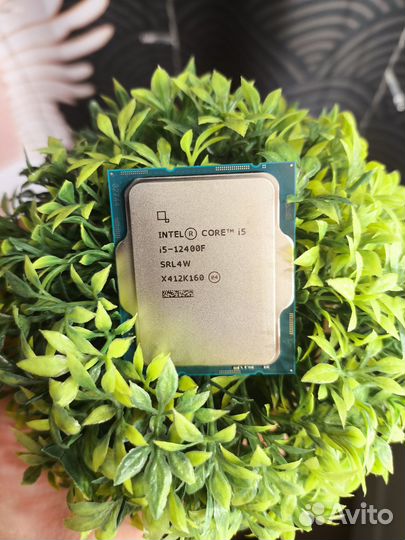 INTEL® CORE™ i5
i5-12400F
SRL4W
X412K160 e4
Avito